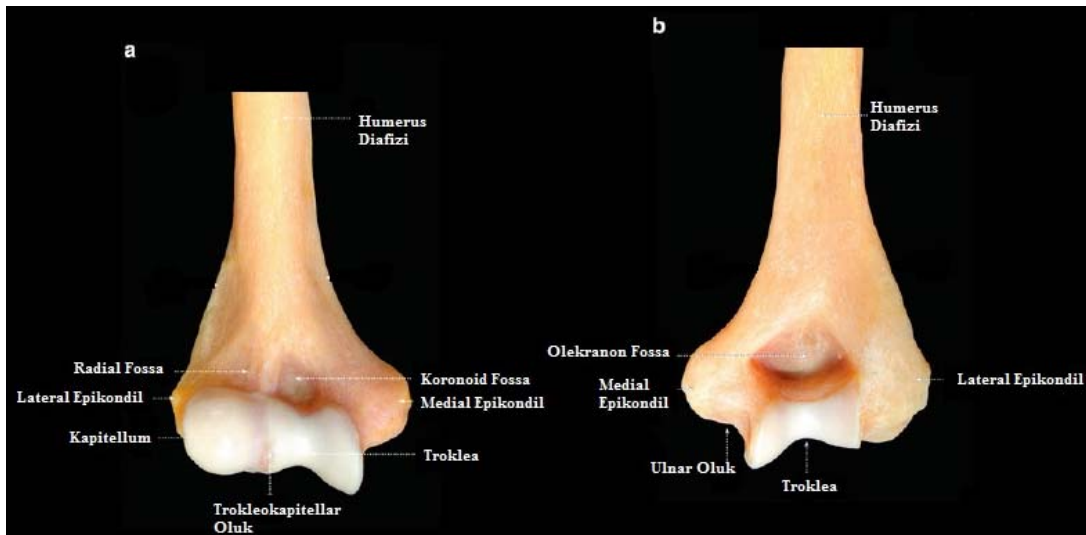 a
Humerus
Diafizi
Radial Fossa
Koronoid Fossa
Lateral Epikondil
Medial Epikondil
Kapitellum
Troklea
Trokleokapitellar
Oluk
b
Humerus
Diafizi
Olekranon Fossa
Medial
Epikondil
Lateral Epikondil
Ulnar Oluk
Troklea